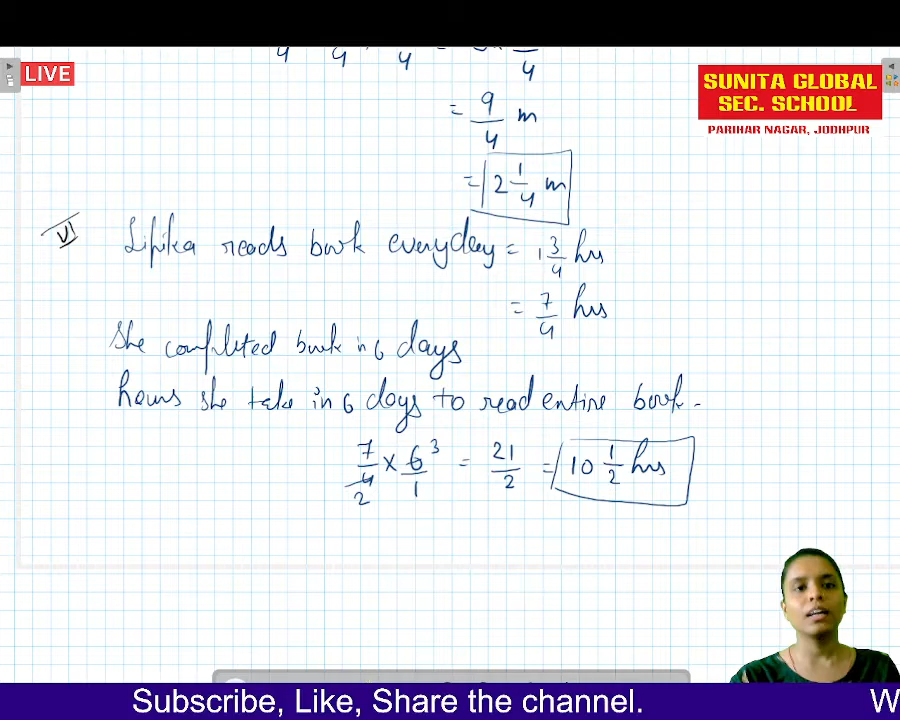 LIVE
SUNITA GLOBAL
SEC. SCHOOL
PARIHAR NAGAR, JODHPUR
= 9/4 m
= 2 1/4 m
VI
Lipika reads book everyday = 1 3/4 hrs
= 7/4 hrs
She completed book in 6 days
hours she take in 6 days to read entire book -
7/4 2 × 6 3/1 = 21/2 = 10 1/2 hrs
Subscribe, Like, Share the channel. W